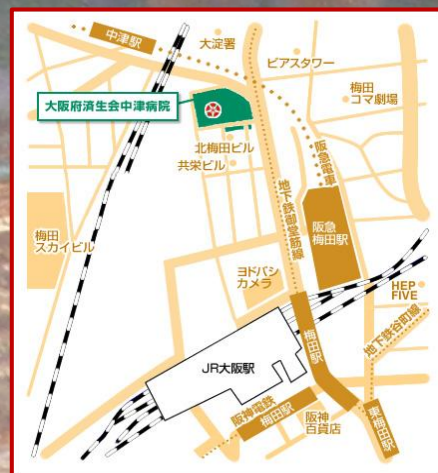 中津駅
大淀署
ピアスタワー
大阪府済生会中津病院
梅田
コマ劇場
北梅田ビル
共栄ビル
阪急電車
地下鉄御堂筋線
梅田
スカイビル
阪急
梅田駅
ヨドバシ
カメラ
HEP
FIVE
梅田駅
地下鉄谷町線
JR大阪駅
阪神電鉄
梅田駅
阪神
百貨店
東梅田駅